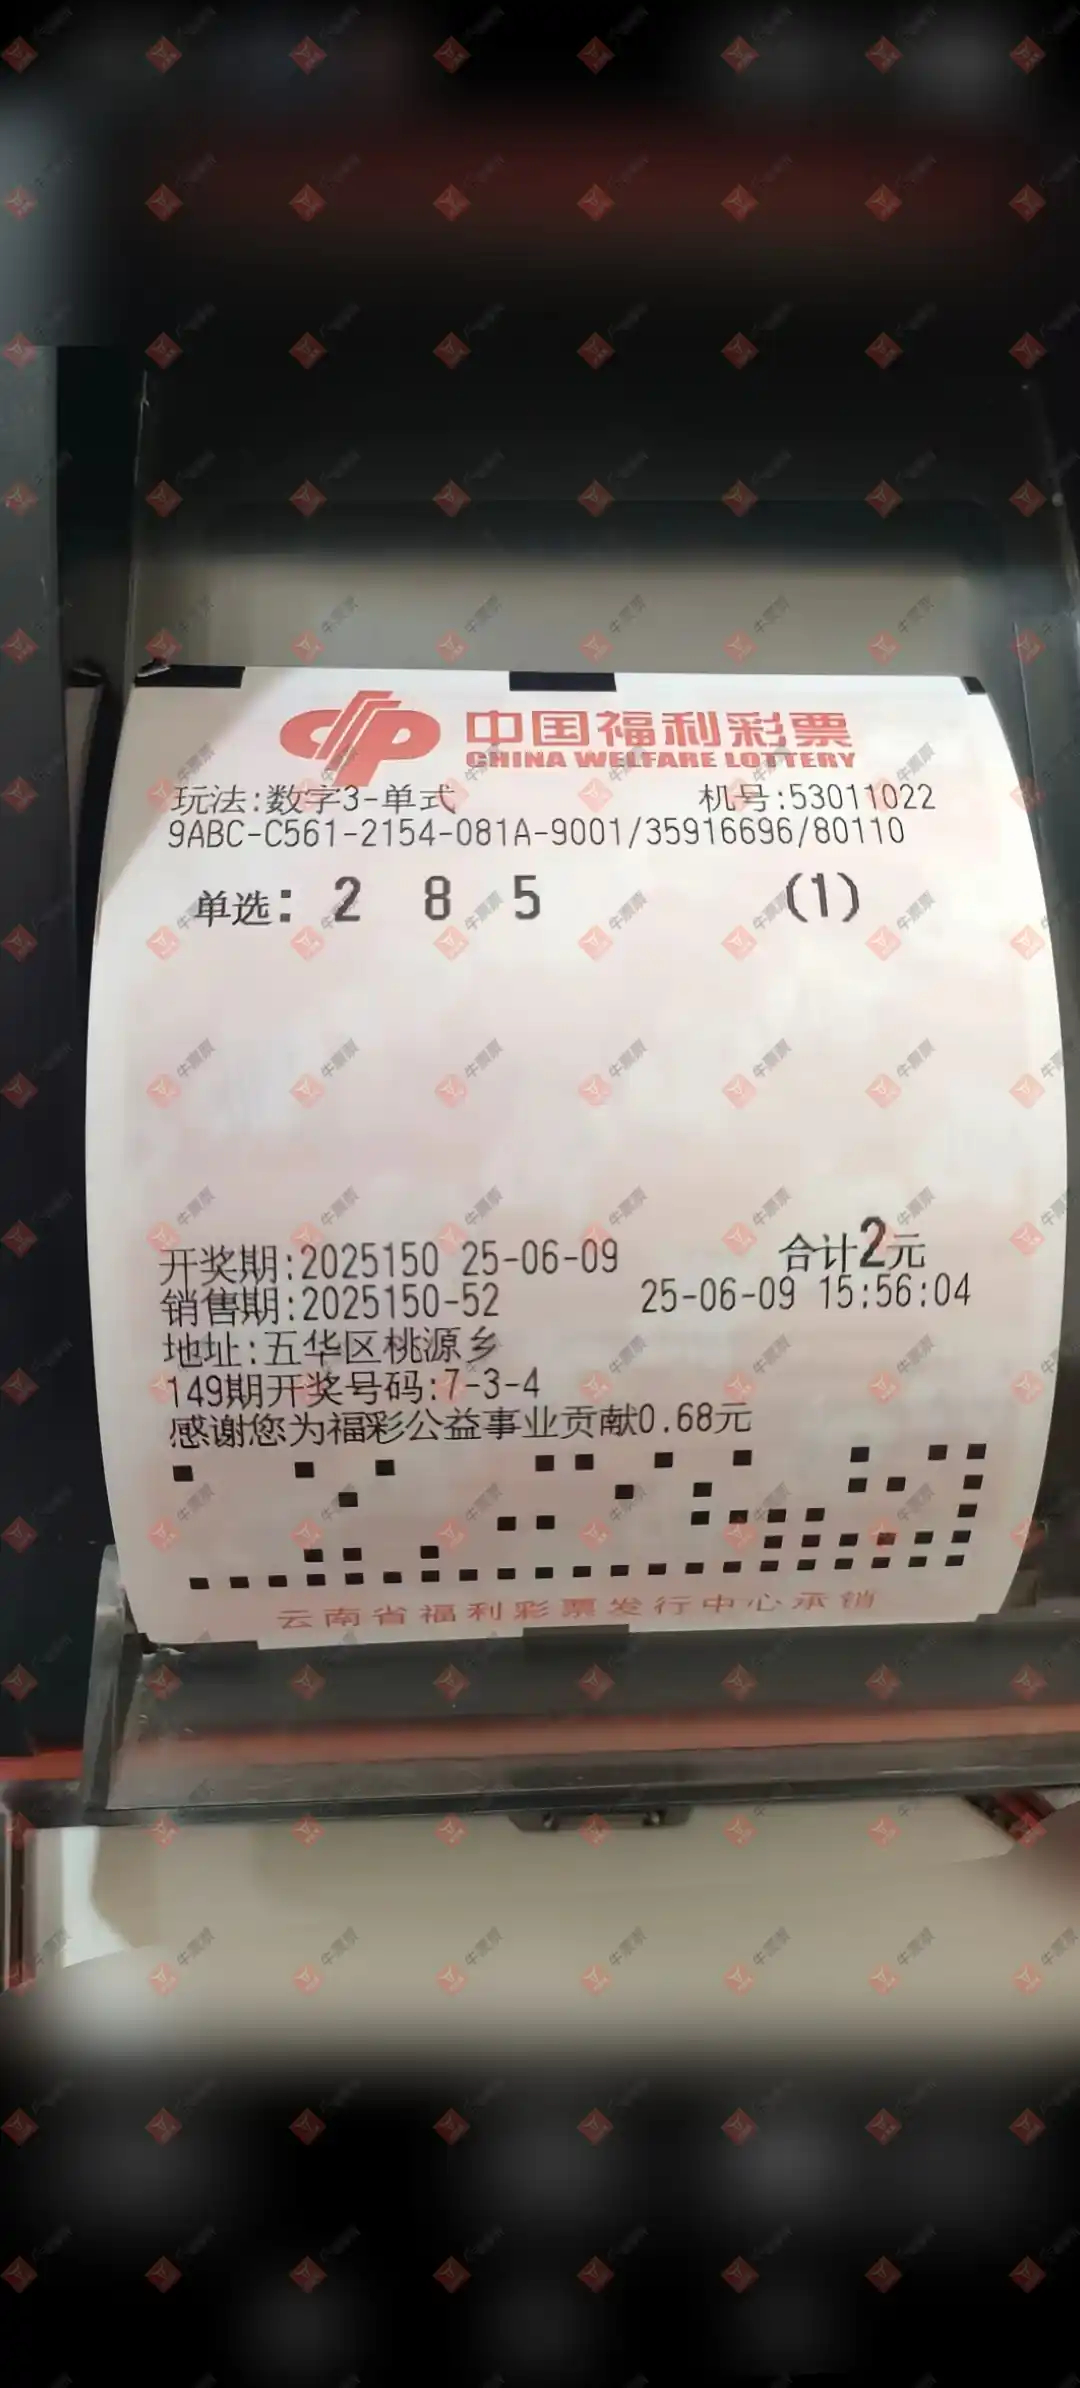 中国福利彩票
CHINA WELFARE LOTTERY
玩法:数字3-单式 机号:53011022
9ABC-C561-2154-081A-9001/35916696/80110
单选: 2 8 5 (1)
开奖期:2025150 25-06-09 合计2元
销售期:2025150-52 25-06-09 15:56:04
地址:五华区桃源乡
149期开奖号码:7-3-4
感谢您为福彩公益事业贡献0.68元
云南省福利彩票发行中心承销
牛票票